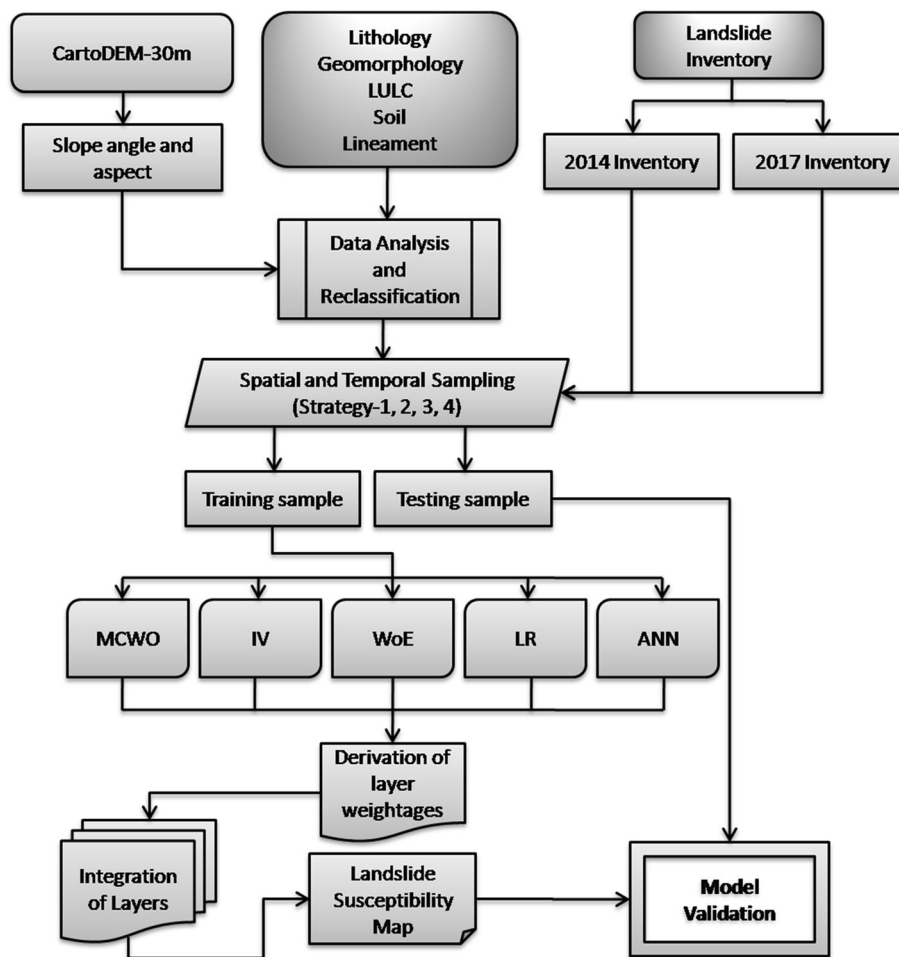 CartoDEM-30m
Lithology
Geomorphology
LULC
Soil
Lineament
Landslide
Inventory
Slope angle and
aspect
2014 Inventory
2017 Inventory
Data Analysis
and
Reclassification
Spatial and Temporal Sampling
(Strategy-1, 2, 3, 4)
Training sample
Testing sample
MCWO
IV
WoE
LR
ANN
Derivation of
layer
weightages
Integration
of Layers
Landslide
Susceptibility
Map
Model
Validation